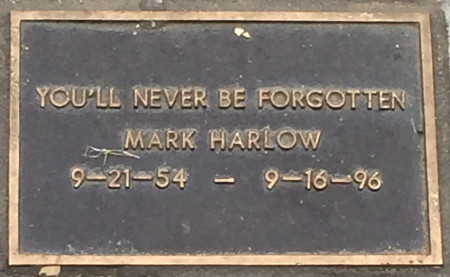 YOU'LL NEVER BE FORGOTTEN
MARK HARLOW
9-21-54 - 9-16-96